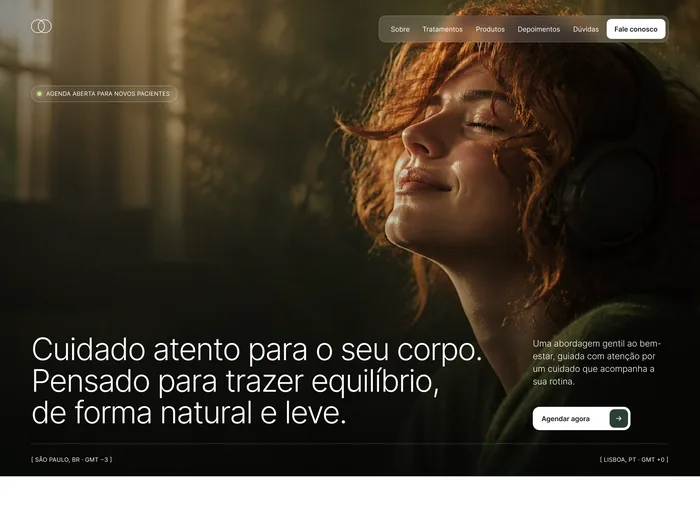 Sobre Tratamentos Produtos Depoimentos Dúvidas Fale conosco
AGENDA ABERTA PARA NOVOS PACIENTES
Cuidado atento para o seu corpo.
Pensado para trazer equilíbrio,
de forma natural e leve.
Uma abordagem gentil ao bem-
estar, guiada com atenção por
um cuidado que acompanha a
sua rotina.
Agendar agora
[ SÃO PAULO, BR · GMT −3 ]
[ LISBOA, PT · GMT +0 ]